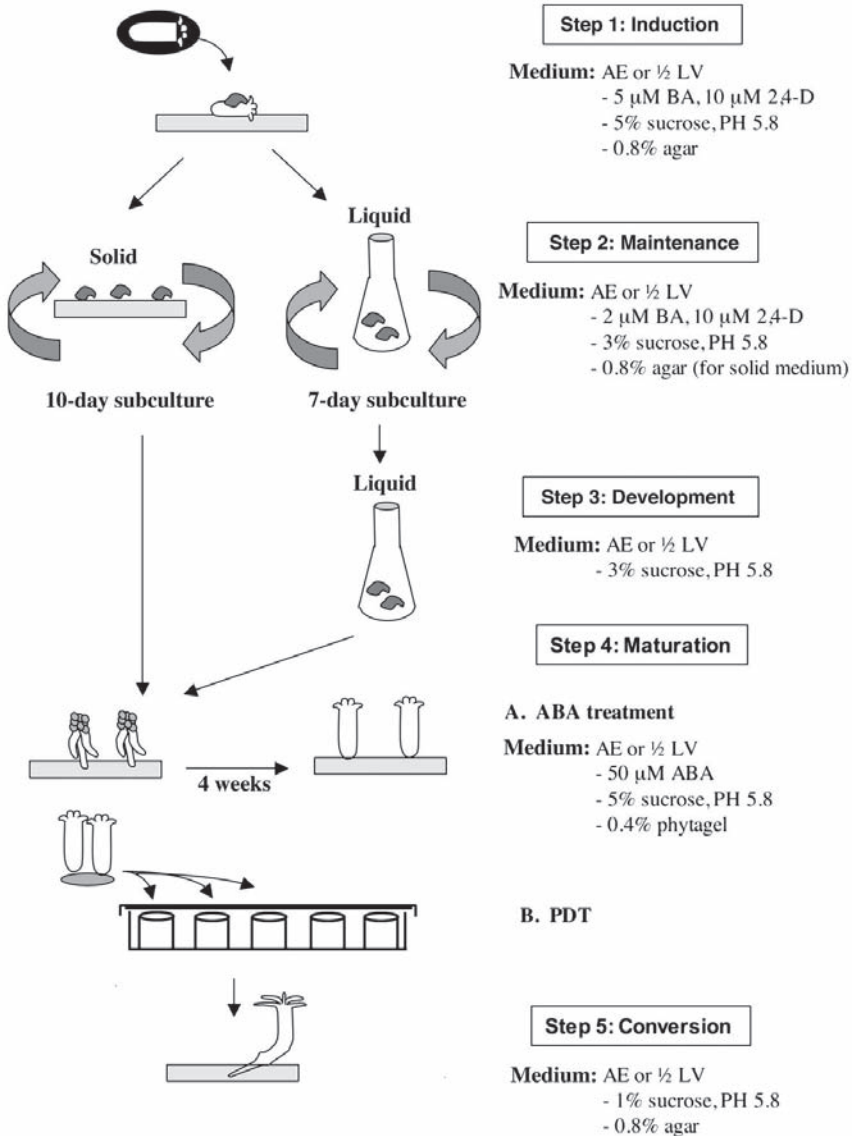 Step 1: Induction
Medium: AE or ½ LV
- 5 µM BA, 10 µM 2,4-D
- 5% sucrose, PH 5.8
- 0.8% agar
Liquid
Solid
10-day subculture
7-day subculture
Step 2: Maintenance
Medium: AE or ½ LV
- 2 µM BA, 10 µM 2,4-D
- 3% sucrose, PH 5.8
- 0.8% agar (for solid medium)
Liquid
Step 3: Development
Medium: AE or ½ LV
- 3% sucrose, PH 5.8
Step 4: Maturation
4 weeks
A. ABA treatment
Medium: AE or ½ LV
- 50 µM ABA
- 5% sucrose, PH 5.8
- 0.4% phytagel
B. PDT
Step 5: Conversion
Medium: AE or ½ LV
- 1% sucrose, PH 5.8
- 0.8% agar